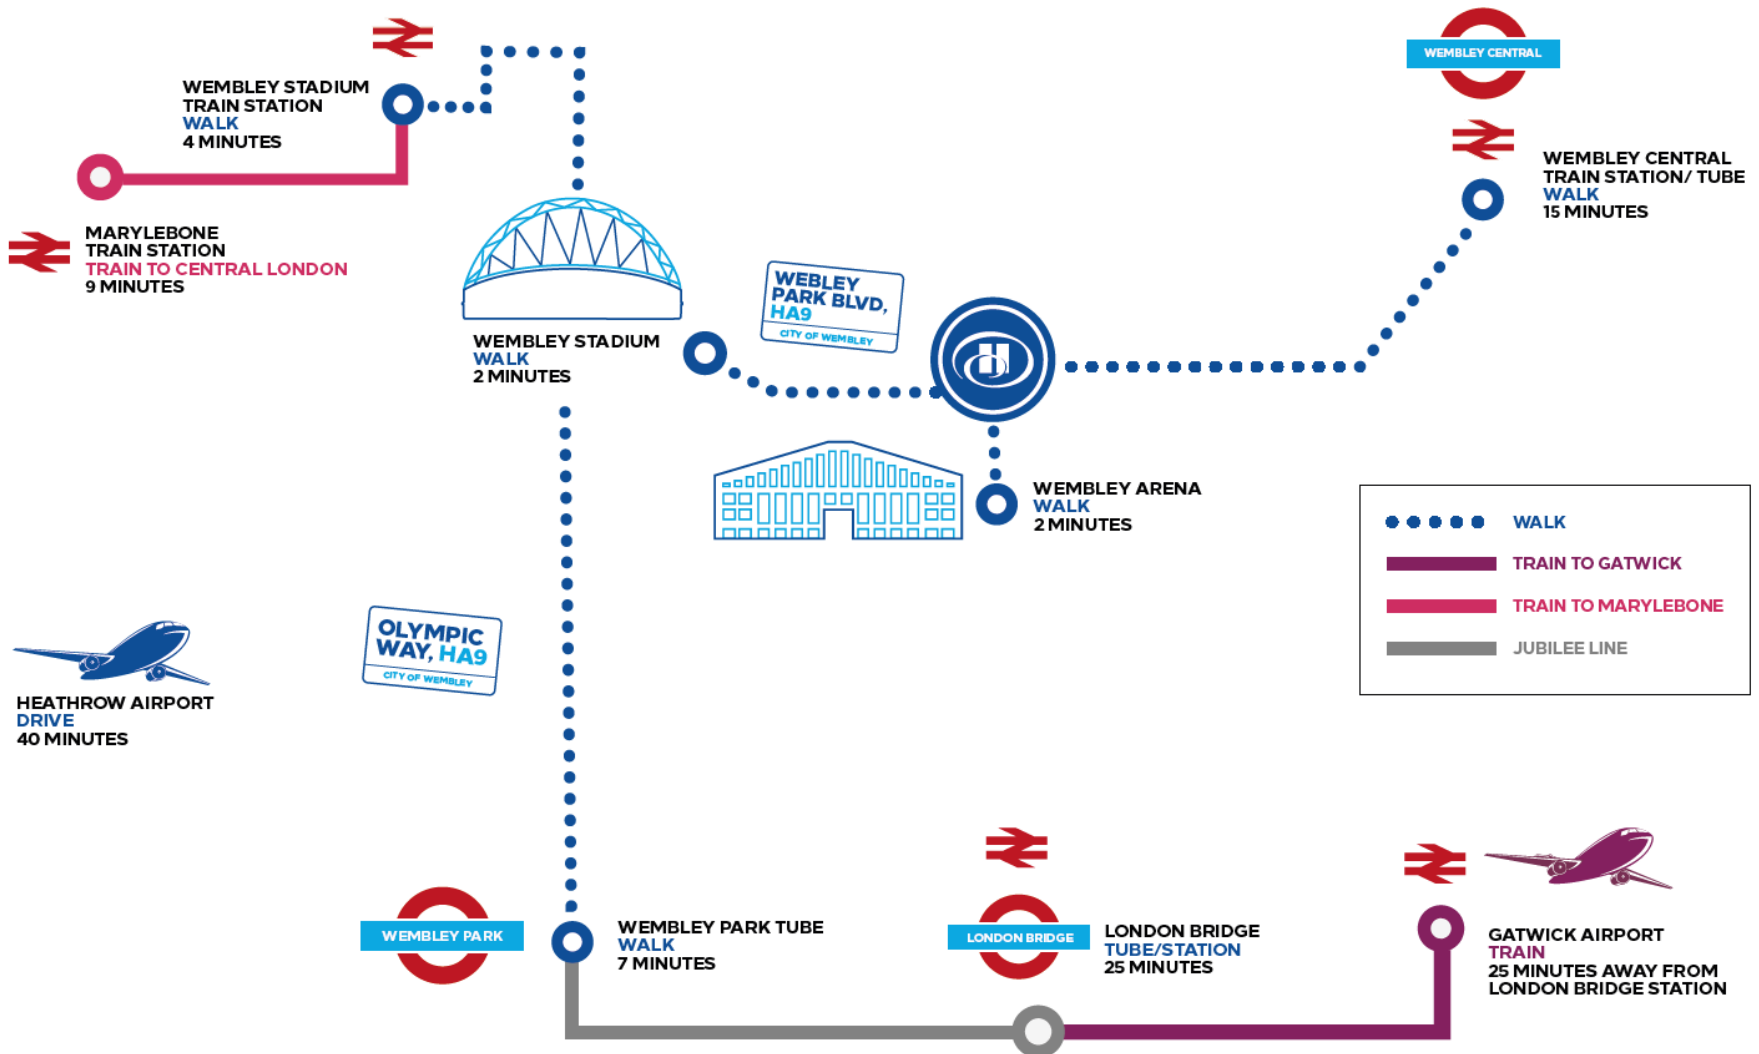 WEMBLEY CENTRAL
WEMBLEY STADIUM
TRAIN STATION
WALK
4 MINUTES
WEMBLEY CENTRAL
TRAIN STATION/ TUBE
WALK
15 MINUTES
MARYLEBONE
TRAIN STATION
TRAIN TO CENTRAL LONDON
9 MINUTES
WEBLEY
PARK BLVD,
HA9
CITY OF WEMBLEY
WEMBLEY STADIUM
WALK
2 MINUTES
H
WEMBLEY ARENA
WALK
2 MINUTES
WALK
TRAIN TO GATWICK
TRAIN TO MARYLEBONE
JUBILEE LINE
OLYMPIC
WAY, HA9
CITY OF WEMBLEY
HEATHROW AIRPORT
DRIVE
40 MINUTES
WEMBLEY PARK
WEMBLEY PARK TUBE
WALK
7 MINUTES
LONDON BRIDGE
LONDON BRIDGE
TUBE/STATION
25 MINUTES
GATWICK AIRPORT
TRAIN
25 MINUTES AWAY FROM
LONDON BRIDGE STATION